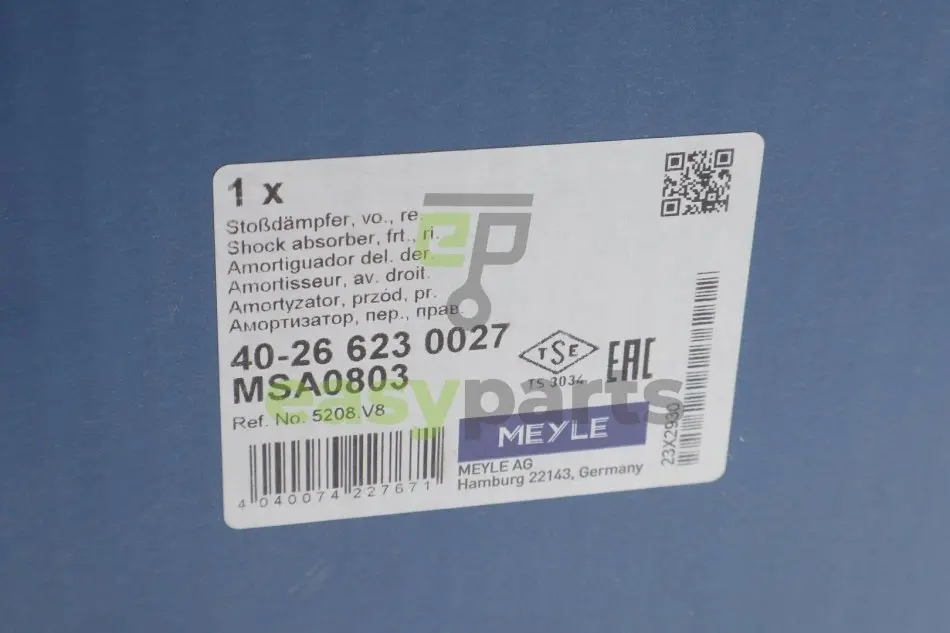 1 x
Stoßdämpfer, vo., re.
Shock absorber, frt., ri.
Amortiguador del. der.
Amortisseur, av. droit.
Amortyzator, przód, pr.
Амортизатор, пер., прав.
40-26 623 0027
MSA0803
Ref. No. 5208.V8
4 040074 227671
TSE
TS 3034
EAC
MEYLE
MEYLE AG
Hamburg 22143, Germany
23X2930
ep
easyparts